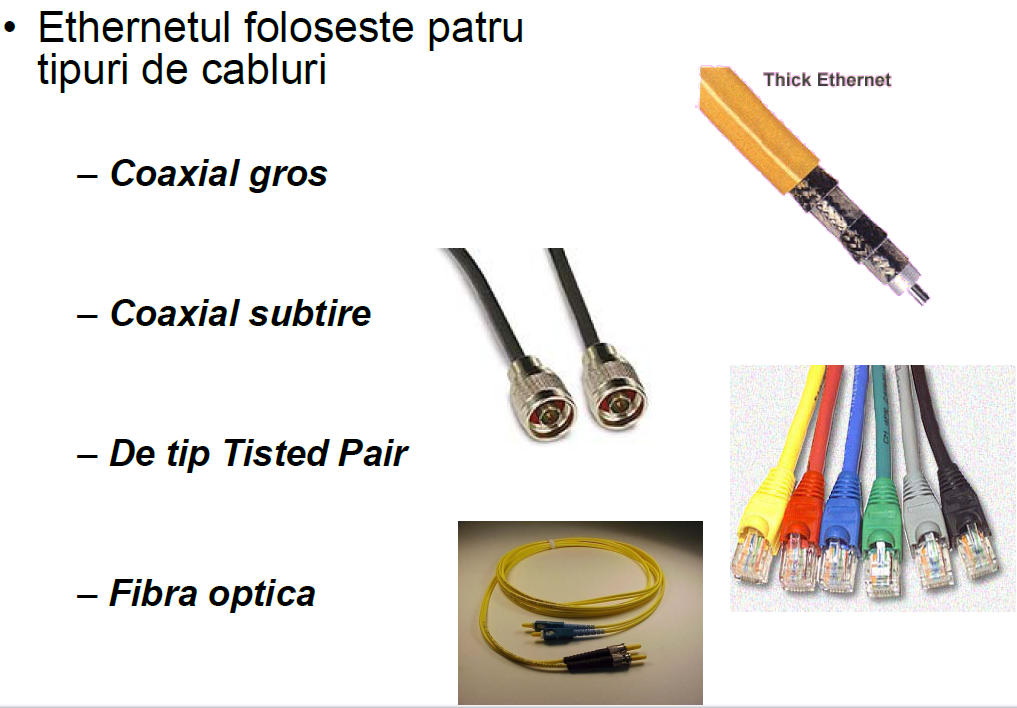 • Ethernetul foloseste patru
tipuri de cabluri
Thick Ethernet
– Coaxial gros
– Coaxial subtire
– De tip Tisted Pair
– Fibra optica